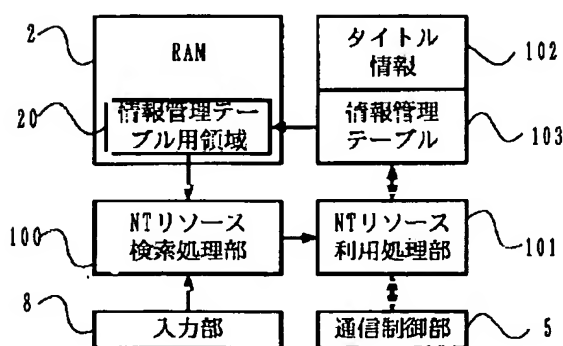 2
RAM
タイトル
情報
102
20
情報管理テー
ブル用領域
情報管理
テーブル
103
100
NTリソース
検索処理部
NTリソース
利用処理部
101
8
入力部
通信制御部
5